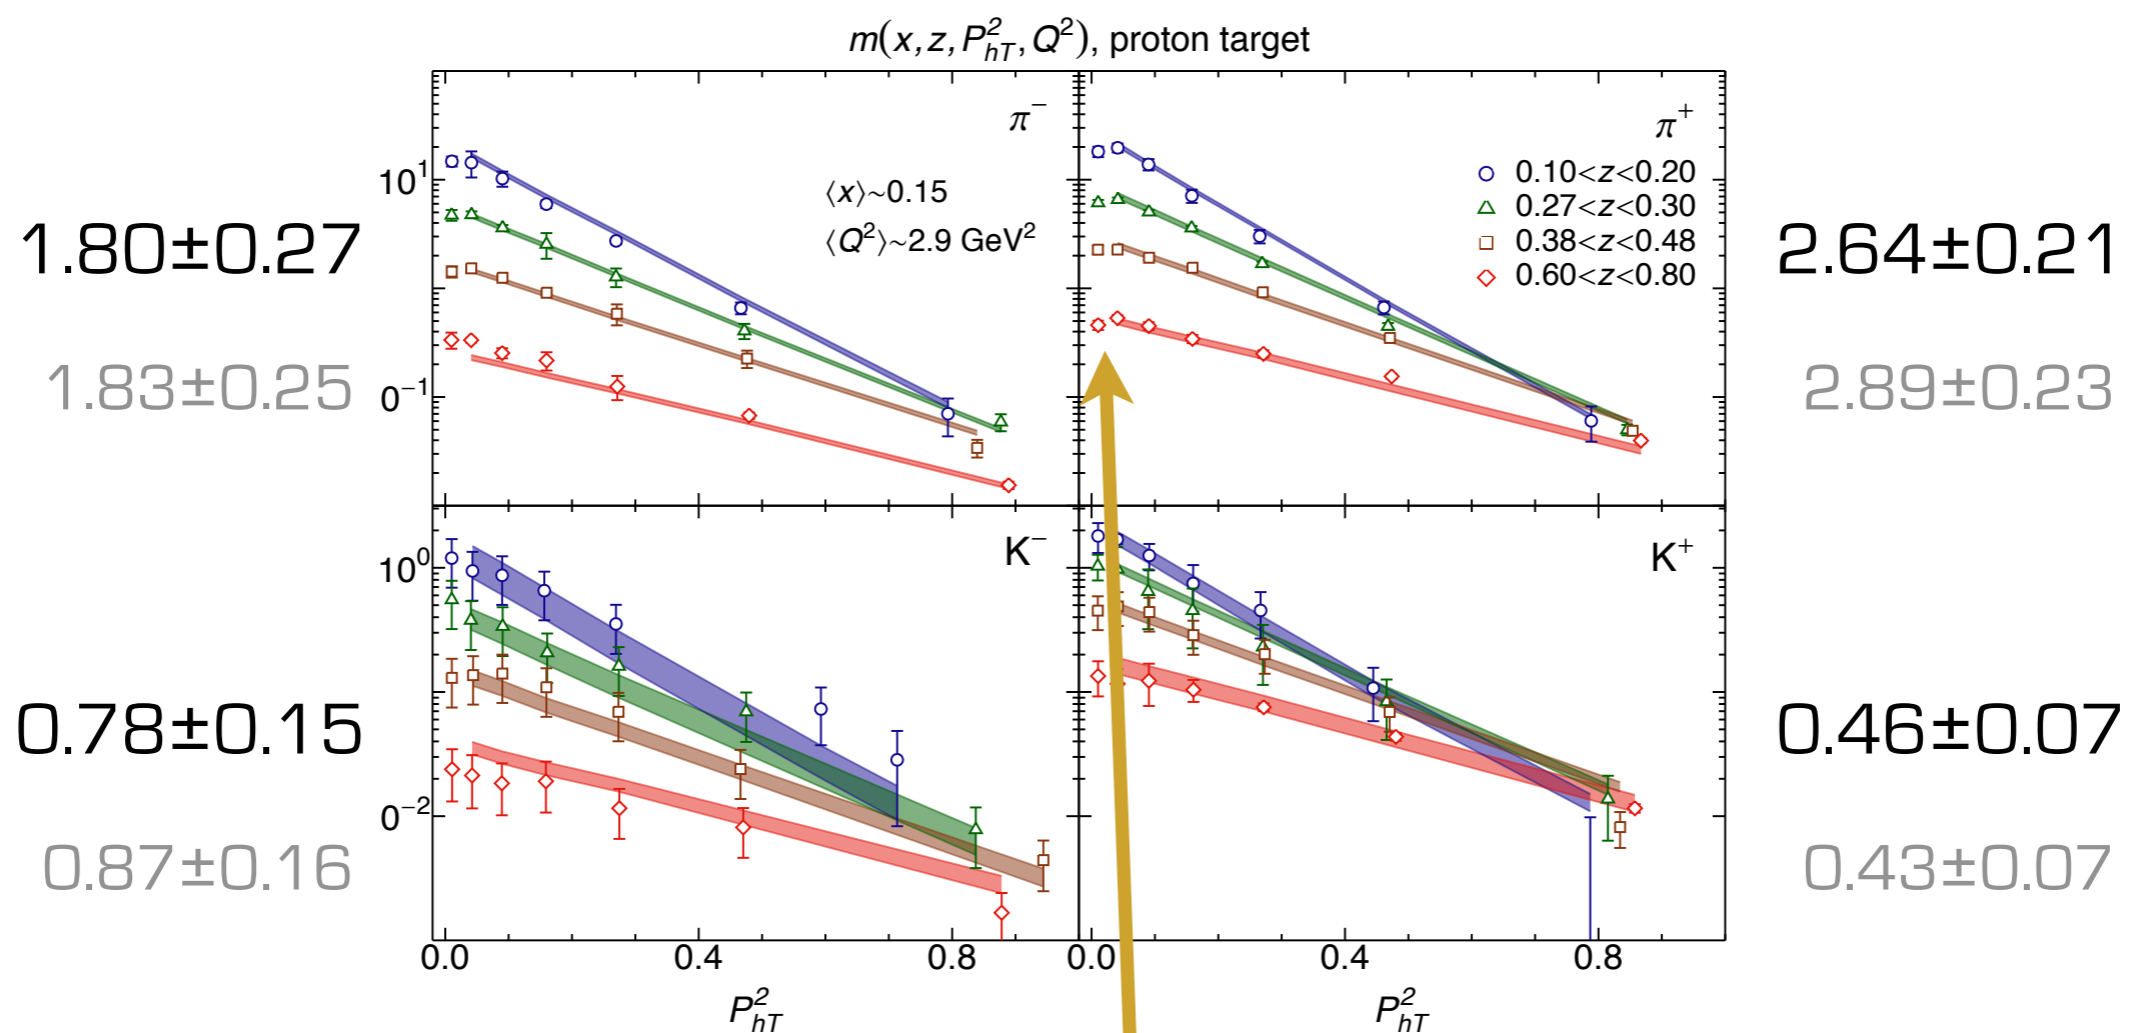 m(x, z, P²hT, Q²), proton target
π⁻
π⁺
⟨x⟩~0.15
⟨Q²⟩~2.9 GeV²
0.10<z<0.20
0.27<z<0.30
0.38<z<0.48
0.60<z<0.80
10¹
10⁻¹
1.80±0.27
1.83±0.25
2.64±0.21
2.89±0.23
K⁻
K⁺
10⁰
10⁻²
0.78±0.15
0.87±0.16
0.46±0.07
0.43±0.07
0.0 0.4 0.8 0.0 0.4 0.8
P²hT P²hT